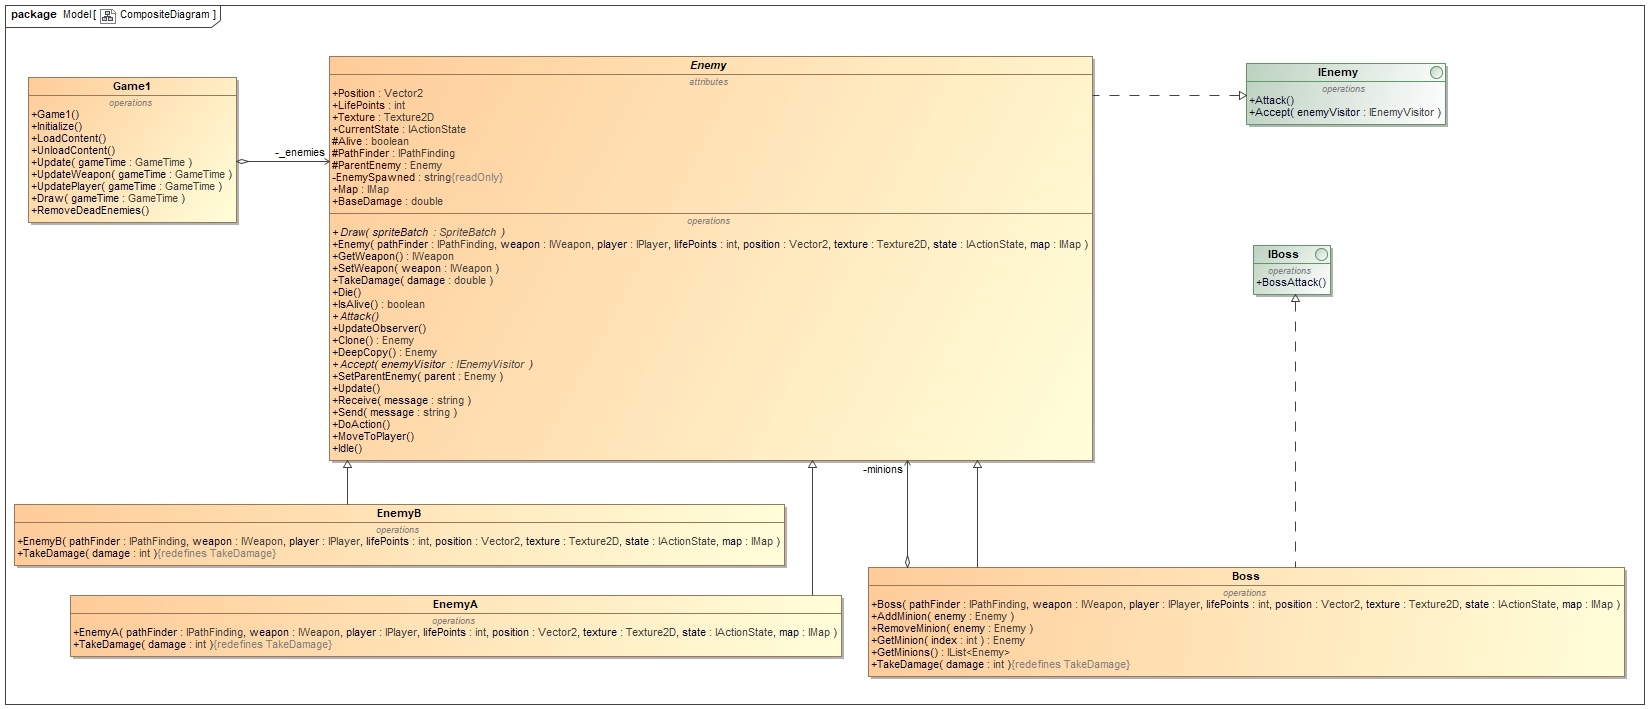 package Model[ CompositeDiagram ]
Game1
operations
+Game1()
+Initialize()
+LoadContent()
+UnloadContent()
+Update( gameTime : GameTime )
+UpdateWeapon( gameTime : GameTime )
+UpdatePlayer( gameTime : GameTime )
+Draw( gameTime : GameTime )
+RemoveDeadEnemies()
-_enemies
Enemy
attributes
+Position : Vector2
+LifePoints : int
+Texture : Texture2D
+CurrentState : IActionState
#Alive : boolean
#PathFinder : IPathFinding
#ParentEnemy : Enemy
-EnemySpawned : string{readOnly}
+Map : IMap
+BaseDamage : double
operations
+Draw( spriteBatch : SpriteBatch )
+Enemy( pathFinder : IPathFinding, weapon : IWeapon, player : IPlayer, lifePoints : int, position : Vector2, texture : Texture2D, state : IActionState, map : IMap )
+GetWeapon() : IWeapon
+SetWeapon( weapon : IWeapon )
+TakeDamage( damage : double )
+Die()
+IsAlive() : boolean
+Attack()
+UpdateObserver()
+Clone() : Enemy
+DeepCopy() : Enemy
+Accept( enemyVisitor : IEnemyVisitor )
+SetParentEnemy( parent : Enemy )
+Update()
+Receive( message : string )
+Send( message : string )
+DoAction()
+MoveToPlayer()
+Idle()
IEnemy
operations
+Attack()
+Accept( enemyVisitor : IEnemyVisitor )
IBoss
operations
+BossAttack()
-minions
EnemyB
operations
+EnemyB( pathFinder : IPathFinding, weapon : IWeapon, player : IPlayer, lifePoints : int, position : Vector2, texture : Texture2D, state : IActionState, map : IMap )
+TakeDamage( damage : int ){redefines TakeDamage}
EnemyA
operations
+EnemyA( pathFinder : IPathFinding, weapon : IWeapon, player : IPlayer, lifePoints : int, position : Vector2, texture : Texture2D, state : IActionState, map : IMap )
+TakeDamage( damage : int ){redefines TakeDamage}
Boss
operations
+Boss( pathFinder : IPathFinding, weapon : IWeapon, player : IPlayer, lifePoints : int, position : Vector2, texture : Texture2D, state : IActionState, map : IMap )
+AddMinion( enemy : Enemy )
+RemoveMinion( enemy : Enemy )
+GetMinion( index : int ) : Enemy
+GetMinions() : IList<Enemy>
+TakeDamage( damage : int ){redefines TakeDamage}